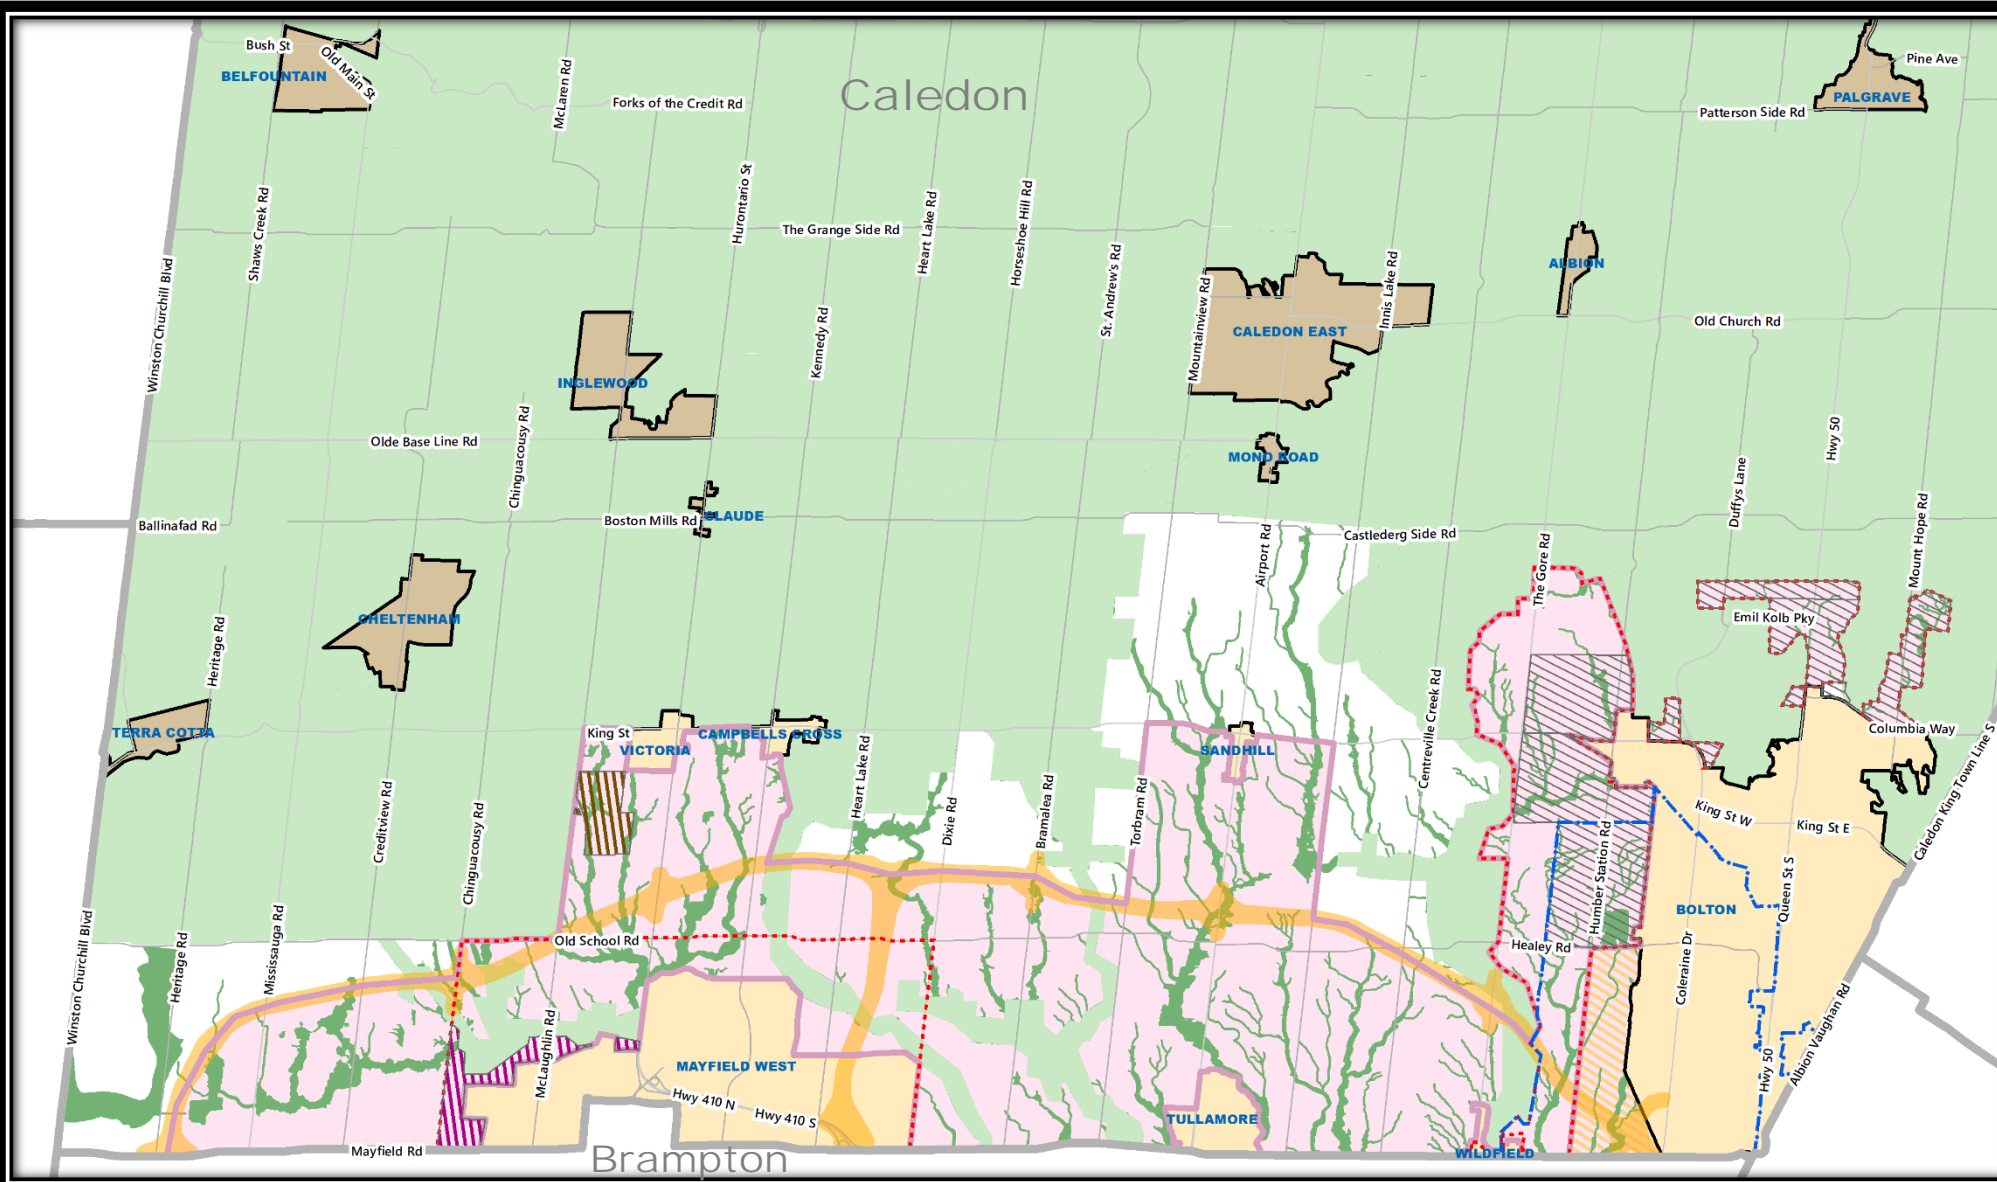 Bush St
Old Main St
BELFOUNTAIN
McLaren Rd
Forks of the Credit Rd
Caledon
Pine Ave
PALGRAVE
Patterson Side Rd
Shaws Creek Rd
Hurontario St
The Grange Side Rd
Heart Lake Rd
Horseshoe Hill Rd
St. Andrew's Rd
Mountainview Rd
Innis Lake Rd
ALBION
Winston Churchill Blvd
Kennedy Rd
CALEDON EAST
Old Church Rd
INGLEWOOD
Chinguacousy Rd
Olde Base Line Rd
MONO ROAD
Hwy 50
Duffys Lane
Mount Hope Rd
Ballinafad Rd
Boston Mills Rd
CLAUDE
Airport Rd
Castlederg Side Rd
The Gore Rd
CHELTENHAM
Heritage Rd
Emil Kolb Pky
TERRA COTTA
King St
VICTORIA
CAMPBELLS CROSS
Heart Lake Rd
SANDHILL
Centreville Creek Rd
Columbia Way
Caledon King Town Line S
Creditview Rd
Chinguacousy Rd
Dixie Rd
Bramalea Rd
Torbram Rd
Humber Station Rd
King St W
King St E
Queen St S
BOLTON
Winston Churchill Blvd
Heritage Rd
Mississauga Rd
Old School Rd
Healey Rd
Coleraine Dr
McLaughlin Rd
MAYFIELD WEST
Hwy 410 N
Hwy 410 S
TULLAMORE
Hwy 50
Albion Vaughan Rd
Mayfield Rd
Brampton
WILDFIELD